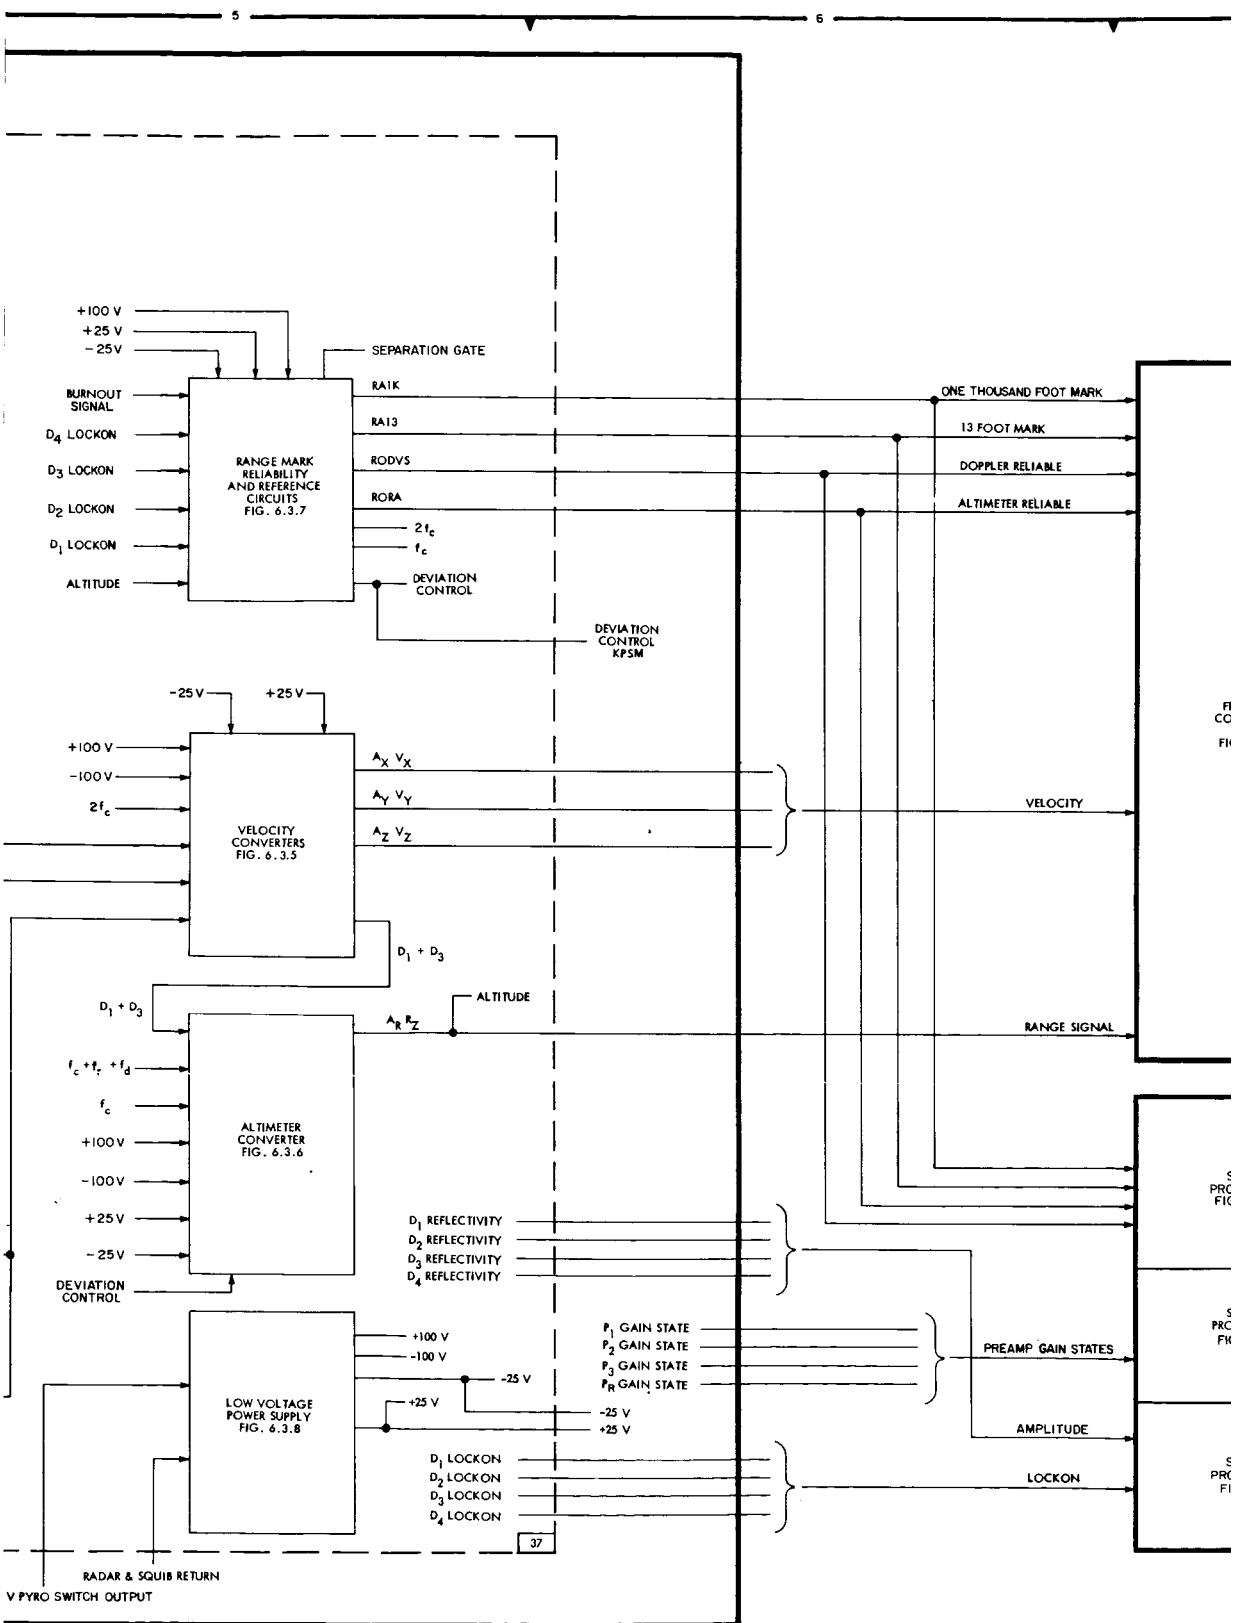 5
6
+100 V
+25 V
-25V
SEPARATION GATE
BURNOUT
SIGNAL
D4 LOCKON
D3 LOCKON
D2 LOCKON
D1 LOCKON
ALTITUDE
RANGE MARK
RELIABILITY
AND REFERENCE
CIRCUITS
FIG. 6.3.7
RA1K
RA13
RODVS
RORA
2fc
fc
DEVIATION
CONTROL
DEVIATION
CONTROL
KPSM
ONE THOUSAND FOOT MARK
13 FOOT MARK
DOPPLER RELIABLE
ALTIMETER RELIABLE
-25 V
+25 V
+100 V
-100V
2fc
VELOCITY
CONVERTERS
FIG. 6.3.5
AX VX
AY VY
AZ VZ
VELOCITY
D1 + D3
D1 + D3
ALTITUDE
AR RZ
RANGE SIGNAL
fc + fr + fd
fc
+100V
-100V
+25V
-25V
DEVIATION
CONTROL
ALTIMETER
CONVERTER
FIG. 6.3.6
D1 REFLECTIVITY
D2 REFLECTIVITY
D3 REFLECTIVITY
D4 REFLECTIVITY
P1 GAIN STATE
P2 GAIN STATE
P3 GAIN STATE
PR GAIN STATE
PREAMP GAIN STATES
LOW VOLTAGE
POWER SUPPLY
FIG. 6.3.8
+100 V
-100 V
-25 V
+25 V
-25 V
+25 V
AMPLITUDE
D1 LOCKON
D2 LOCKON
D3 LOCKON
D4 LOCKON
LOCKON
37
RADAR & SQUIB RETURN
V PYRO SWITCH OUTPUT